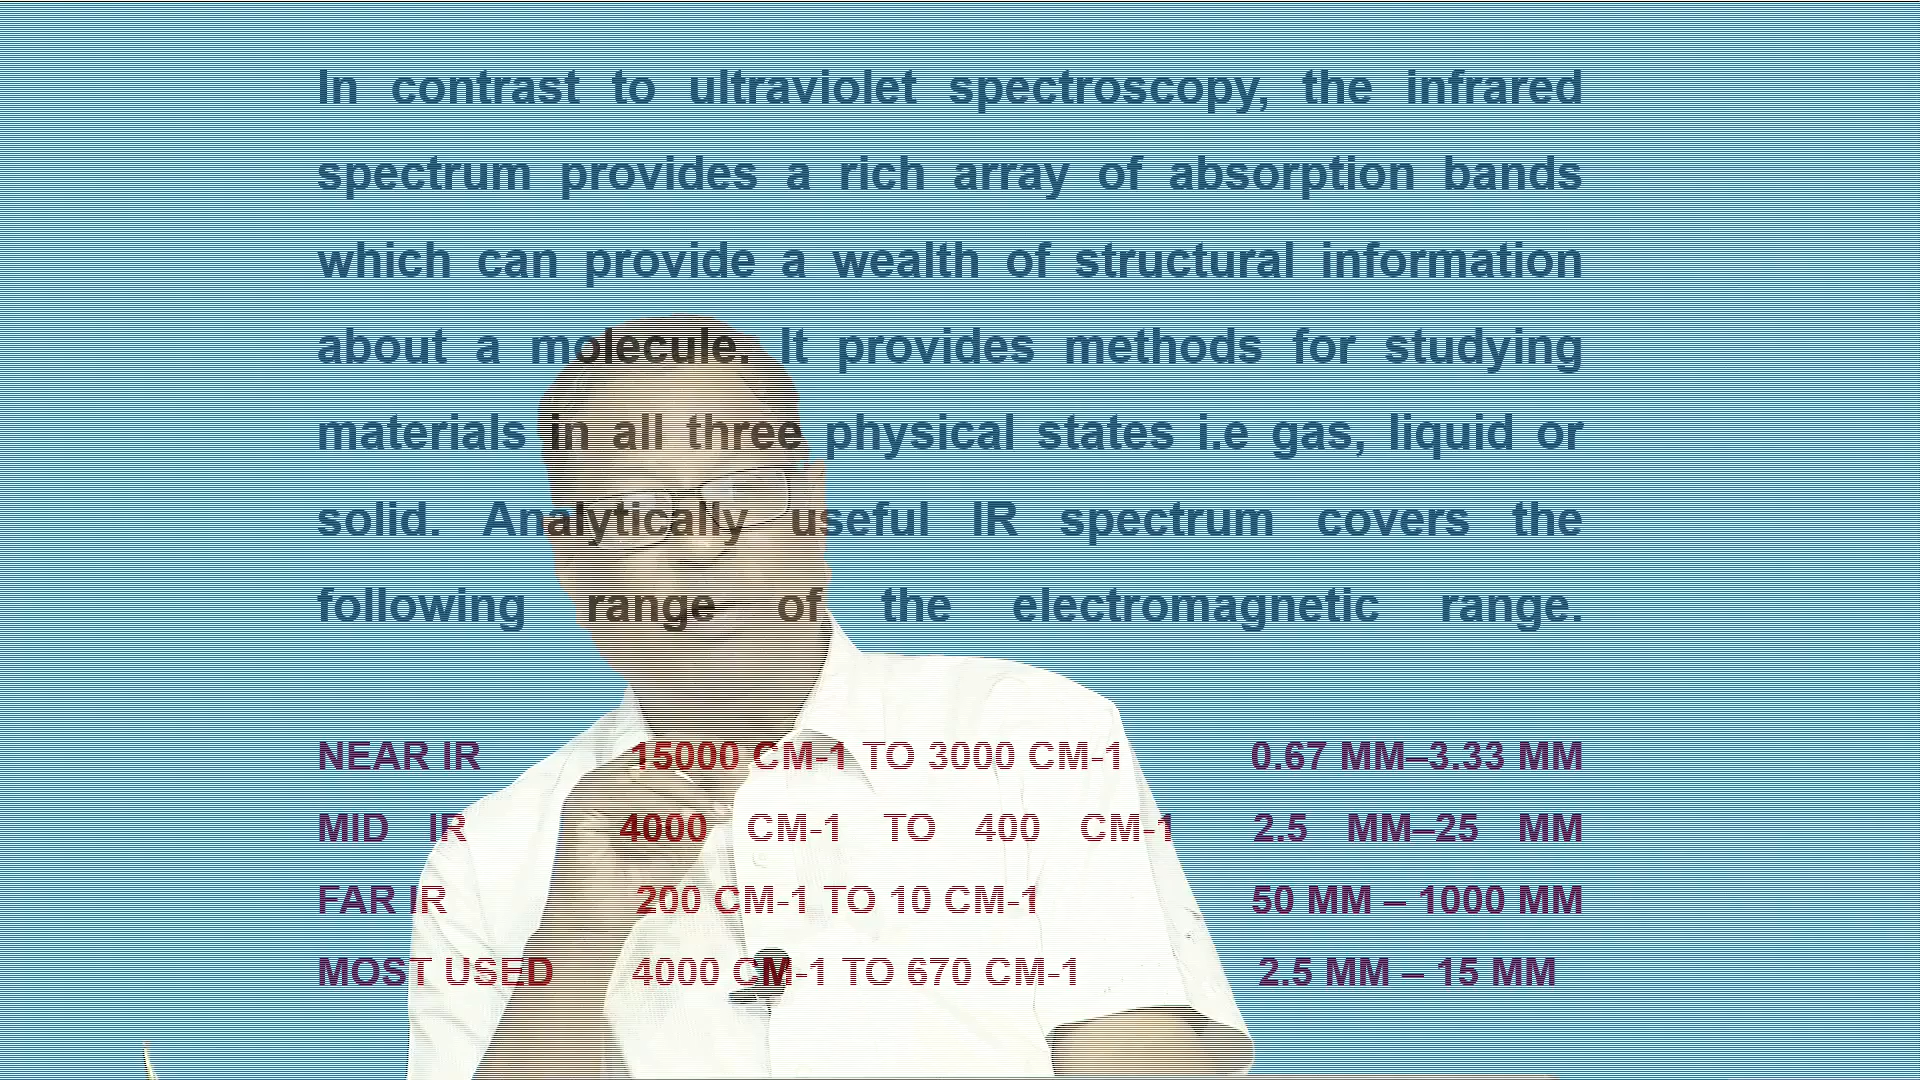 In contrast to ultraviolet spectroscopy, the infrared
spectrum provides a rich array of absorption bands
which can provide a wealth of structural information
about a molecule. It provides methods for studying
materials in all three physical states i.e gas, liquid or
solid. Analytically useful IR spectrum covers the
following range of the electromagnetic range.
NEAR IR 15000 CM-1 TO 3000 CM-1 0.67 MM–3.33 MM
MID IR 4000 CM-1 TO 400 CM-1 2.5 MM–25 MM
FAR IR 200 CM-1 TO 10 CM-1 50 MM – 1000 MM
MOST USED 4000 CM-1 TO 670 CM-1 2.5 MM – 15 MM